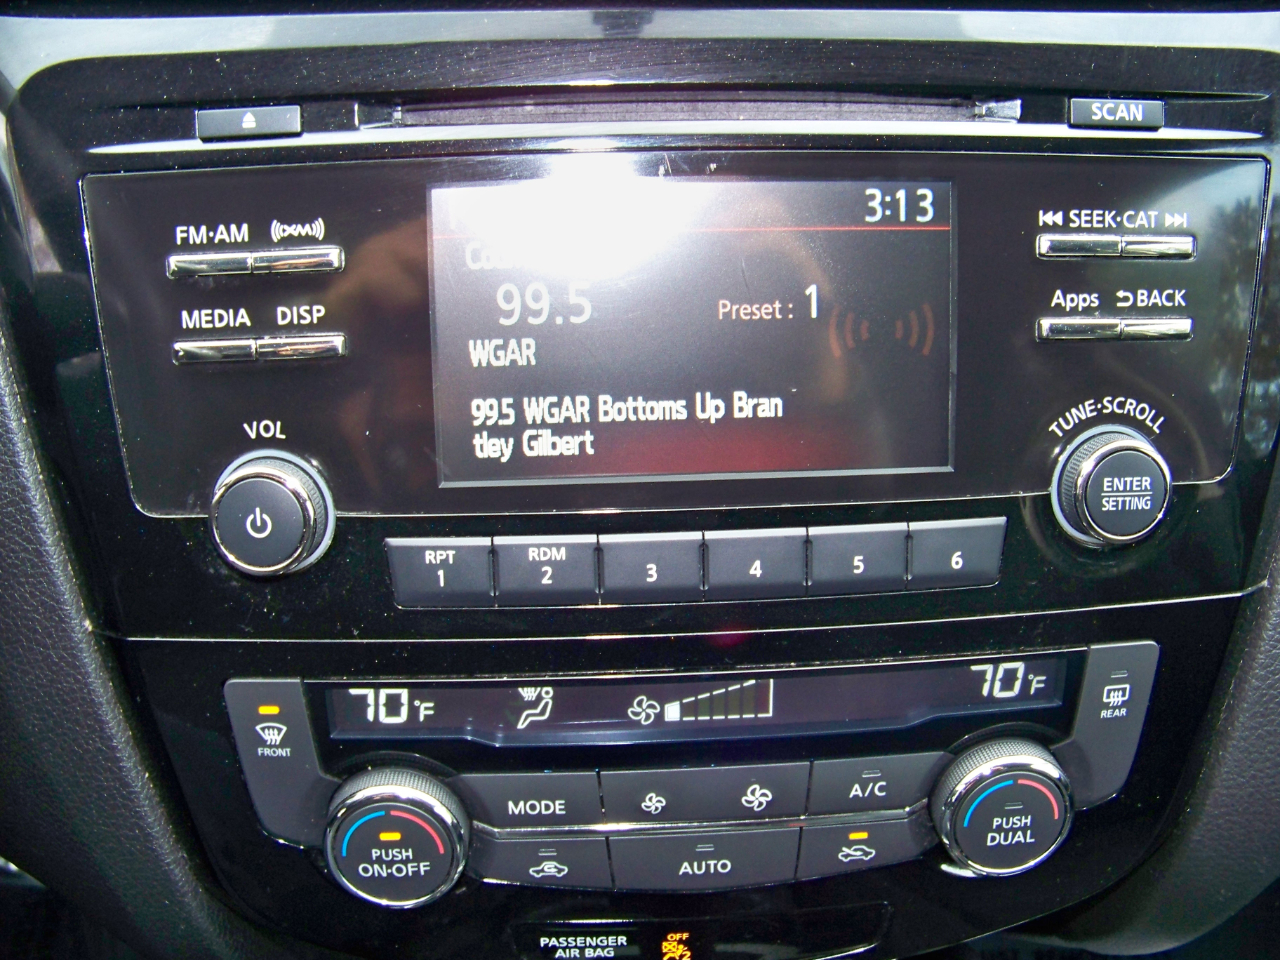 SCAN
FM·AM XM
SEEK·CAT
MEDIA DISP
Apps BACK
3:13
99.5
Preset : 1
WGAR
99.5 WGAR Bottoms Up Bran
tley Gilbert
VOL
TUNE·SCROLL
ENTER
SETTING
RPT
1
RDM
2
3
4
5
6
70°F
70°F
FRONT
REAR
MODE
A/C
PUSH
ON·OFF
AUTO
PUSH
DUAL
PASSENGER
AIR BAG
OFF
2